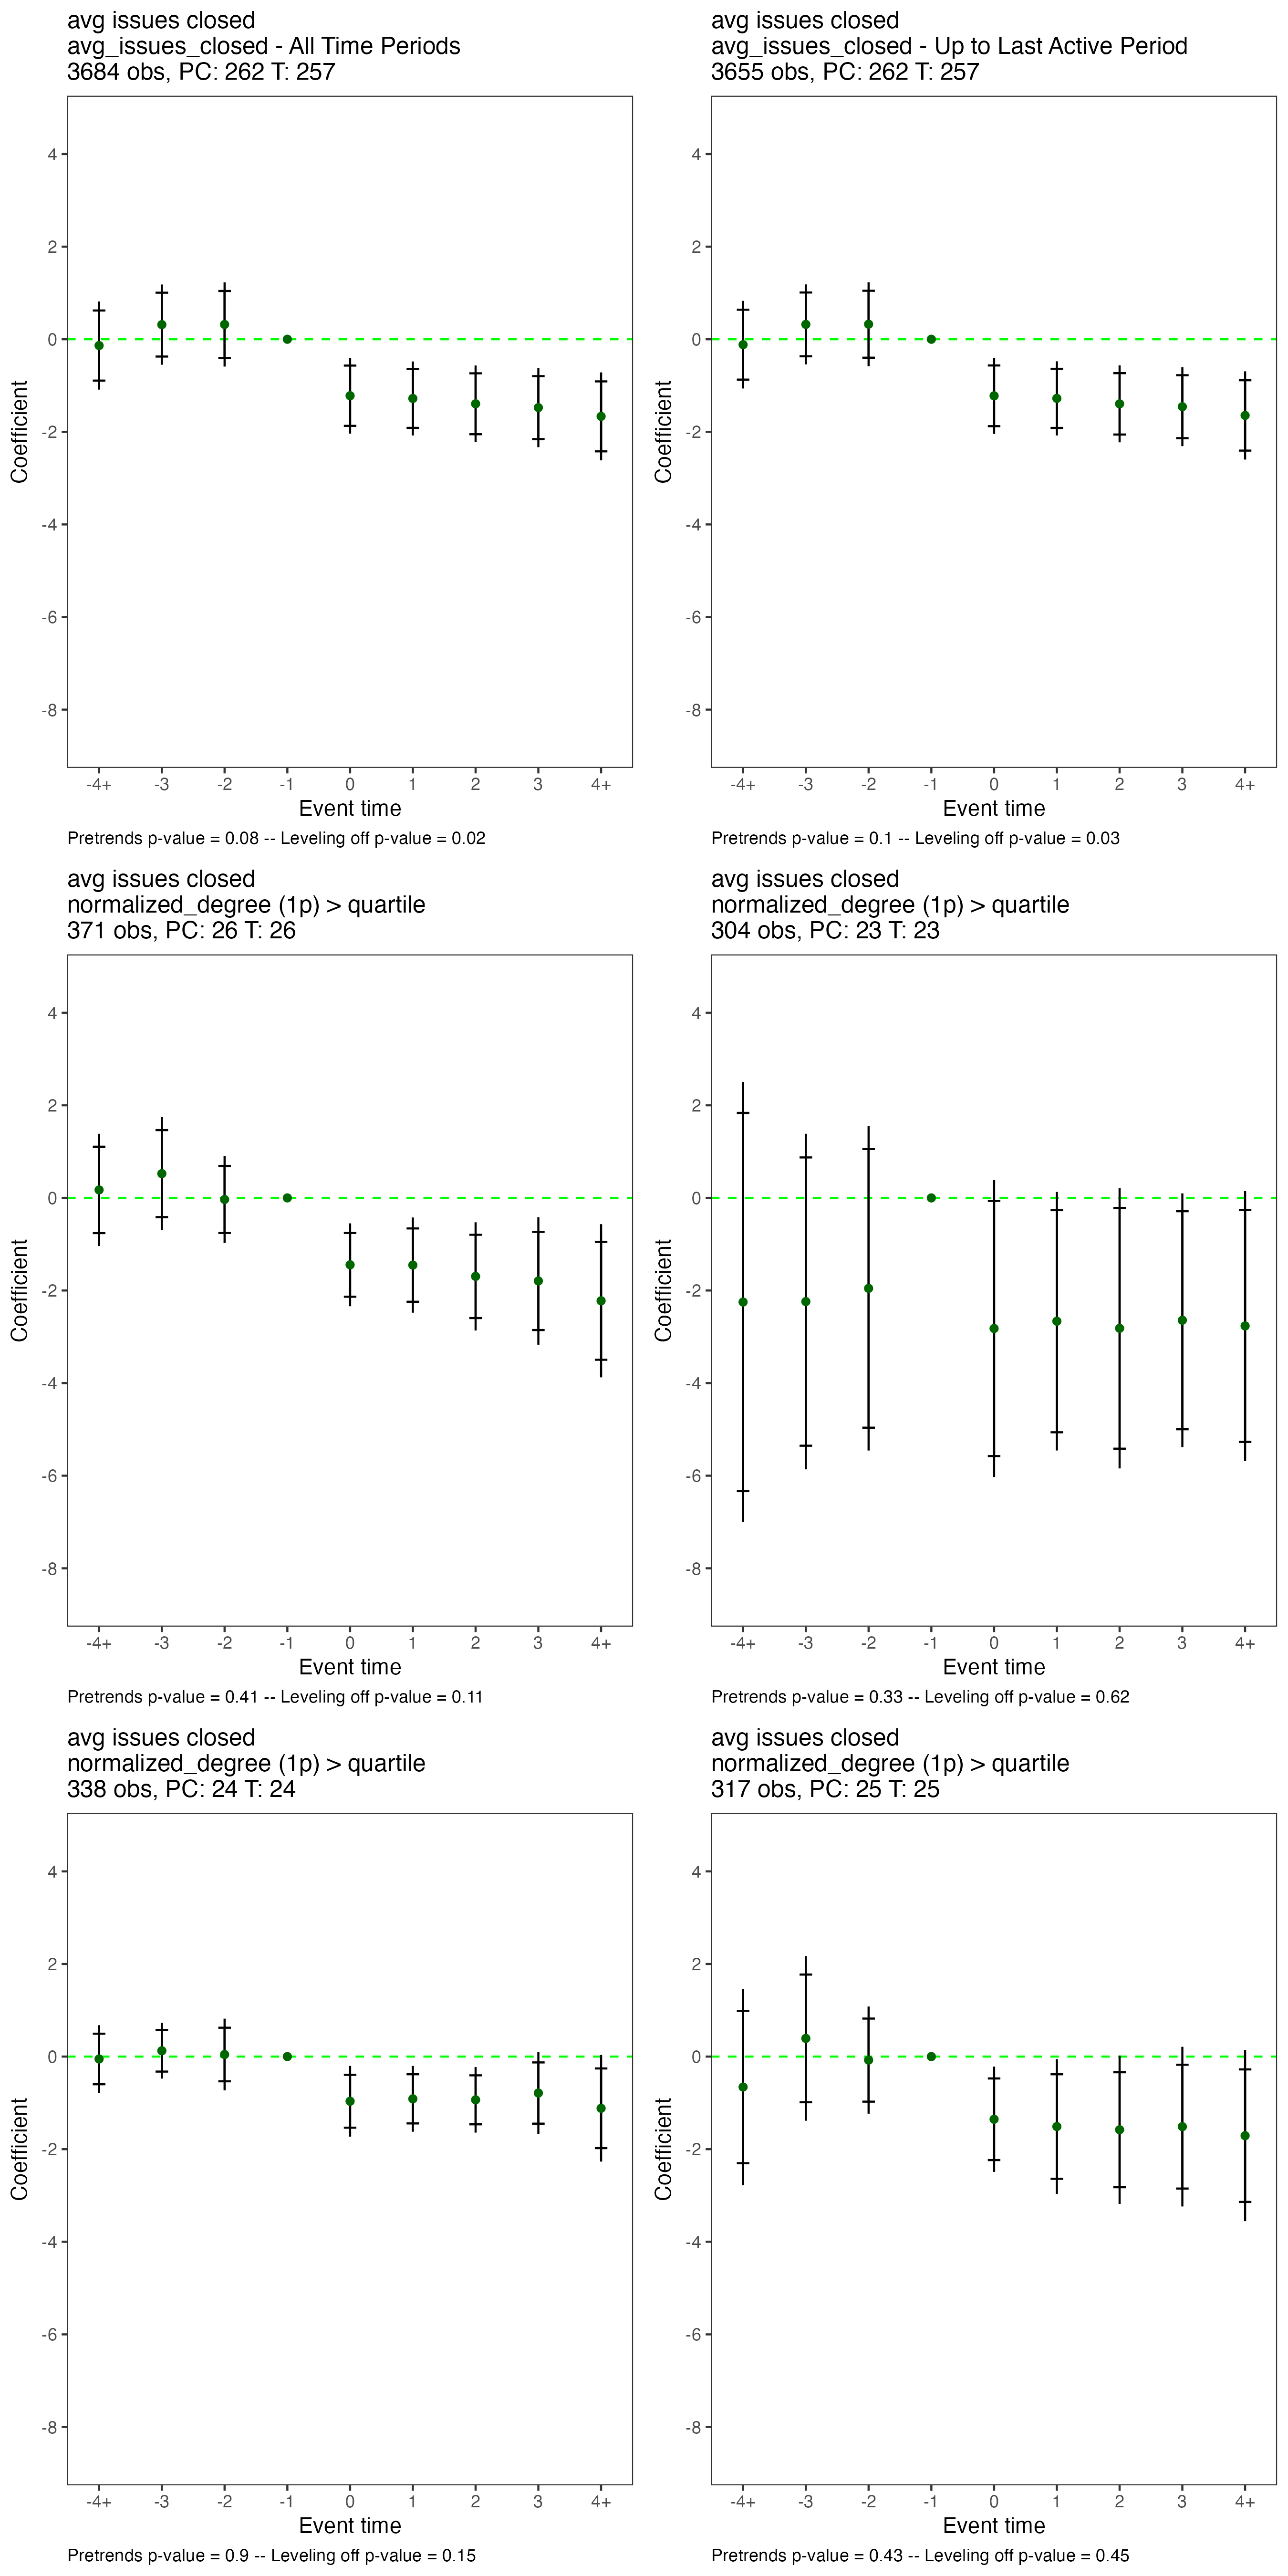 avg issues closed
avg_issues_closed - All Time Periods
3684 obs, PC: 262 T: 257
4
2
0
-2
-4
-6
-8
Coefficient
-4+ -3 -2 -1 0 1 2 3 4+
Event time
Pretrends p-value = 0.08 -- Leveling off p-value = 0.02
avg issues closed
avg_issues_closed - Up to Last Active Period
3655 obs, PC: 262 T: 257
4
2
0
-2
-4
-6
-8
Coefficient
-4+ -3 -2 -1 0 1 2 3 4+
Event time
Pretrends p-value = 0.1 -- Leveling off p-value = 0.03
avg issues closed
normalized_degree (1p) > quartile
371 obs, PC: 26 T: 26
4
2
0
-2
-4
-6
-8
Coefficient
-4+ -3 -2 -1 0 1 2 3 4+
Event time
Pretrends p-value = 0.41 -- Leveling off p-value = 0.11
avg issues closed
normalized_degree (1p) > quartile
304 obs, PC: 23 T: 23
4
2
0
-2
-4
-6
-8
Coefficient
-4+ -3 -2 -1 0 1 2 3 4+
Event time
Pretrends p-value = 0.33 -- Leveling off p-value = 0.62
avg issues closed
normalized_degree (1p) > quartile
338 obs, PC: 24 T: 24
4
2
0
-2
-4
-6
-8
Coefficient
-4+ -3 -2 -1 0 1 2 3 4+
Event time
Pretrends p-value = 0.9 -- Leveling off p-value = 0.15
avg issues closed
normalized_degree (1p) > quartile
317 obs, PC: 25 T: 25
4
2
0
-2
-4
-6
-8
Coefficient
-4+ -3 -2 -1 0 1 2 3 4+
Event time
Pretrends p-value = 0.43 -- Leveling off p-value = 0.45